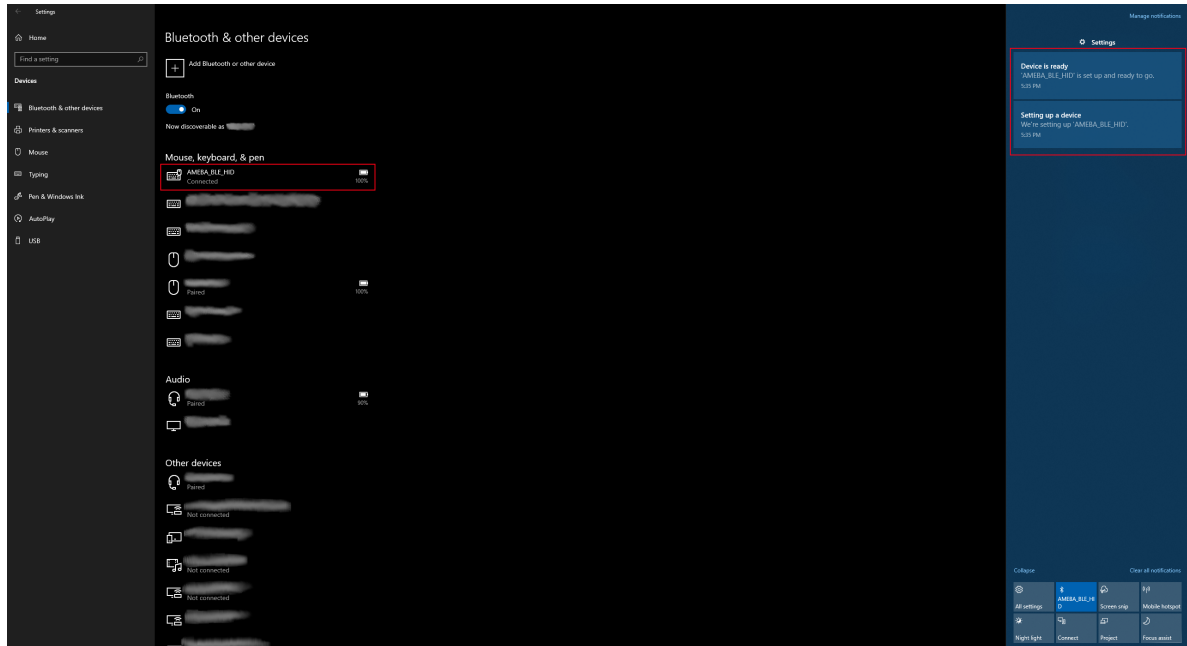 Settings
Home
Find a setting
Devices
Bluetooth & other devices
Printers & scanners
Mouse
Typing
Pen & Windows Ink
AutoPlay
USB
Bluetooth & other devices
Add Bluetooth or other device
Bluetooth
On
Now discoverable as
Mouse, keyboard, & pen
AMEBA_BLE_HID
Connected
100%
Paired
100%
Audio
Paired
90%
Other devices
Paired
Not connected
Not connected
Not connected
Manage notifications
Settings
Device is ready
'AMEBA_BLE_HID' is set up and ready to go.
5:25 PM
Setting up a device
We're setting up 'AMEBA_BLE_HID'.
5:25 PM
Collapse
Clear all notifications
All settings
AMEBA_BLE_HI
D
Screen snip
Mobile hotspot
Night light
Connect
Project
Focus assist